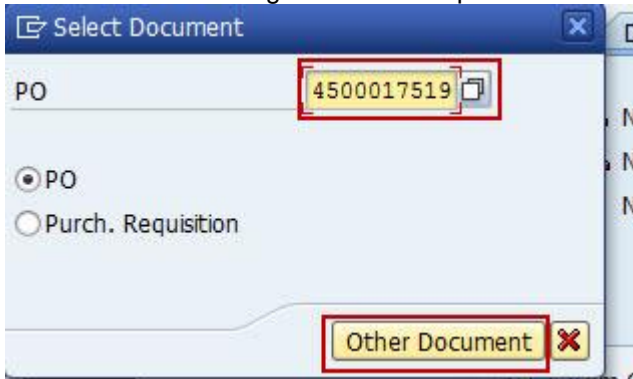 Select Document
PO 4500017519
PO
Purch. Requisition
Other Document